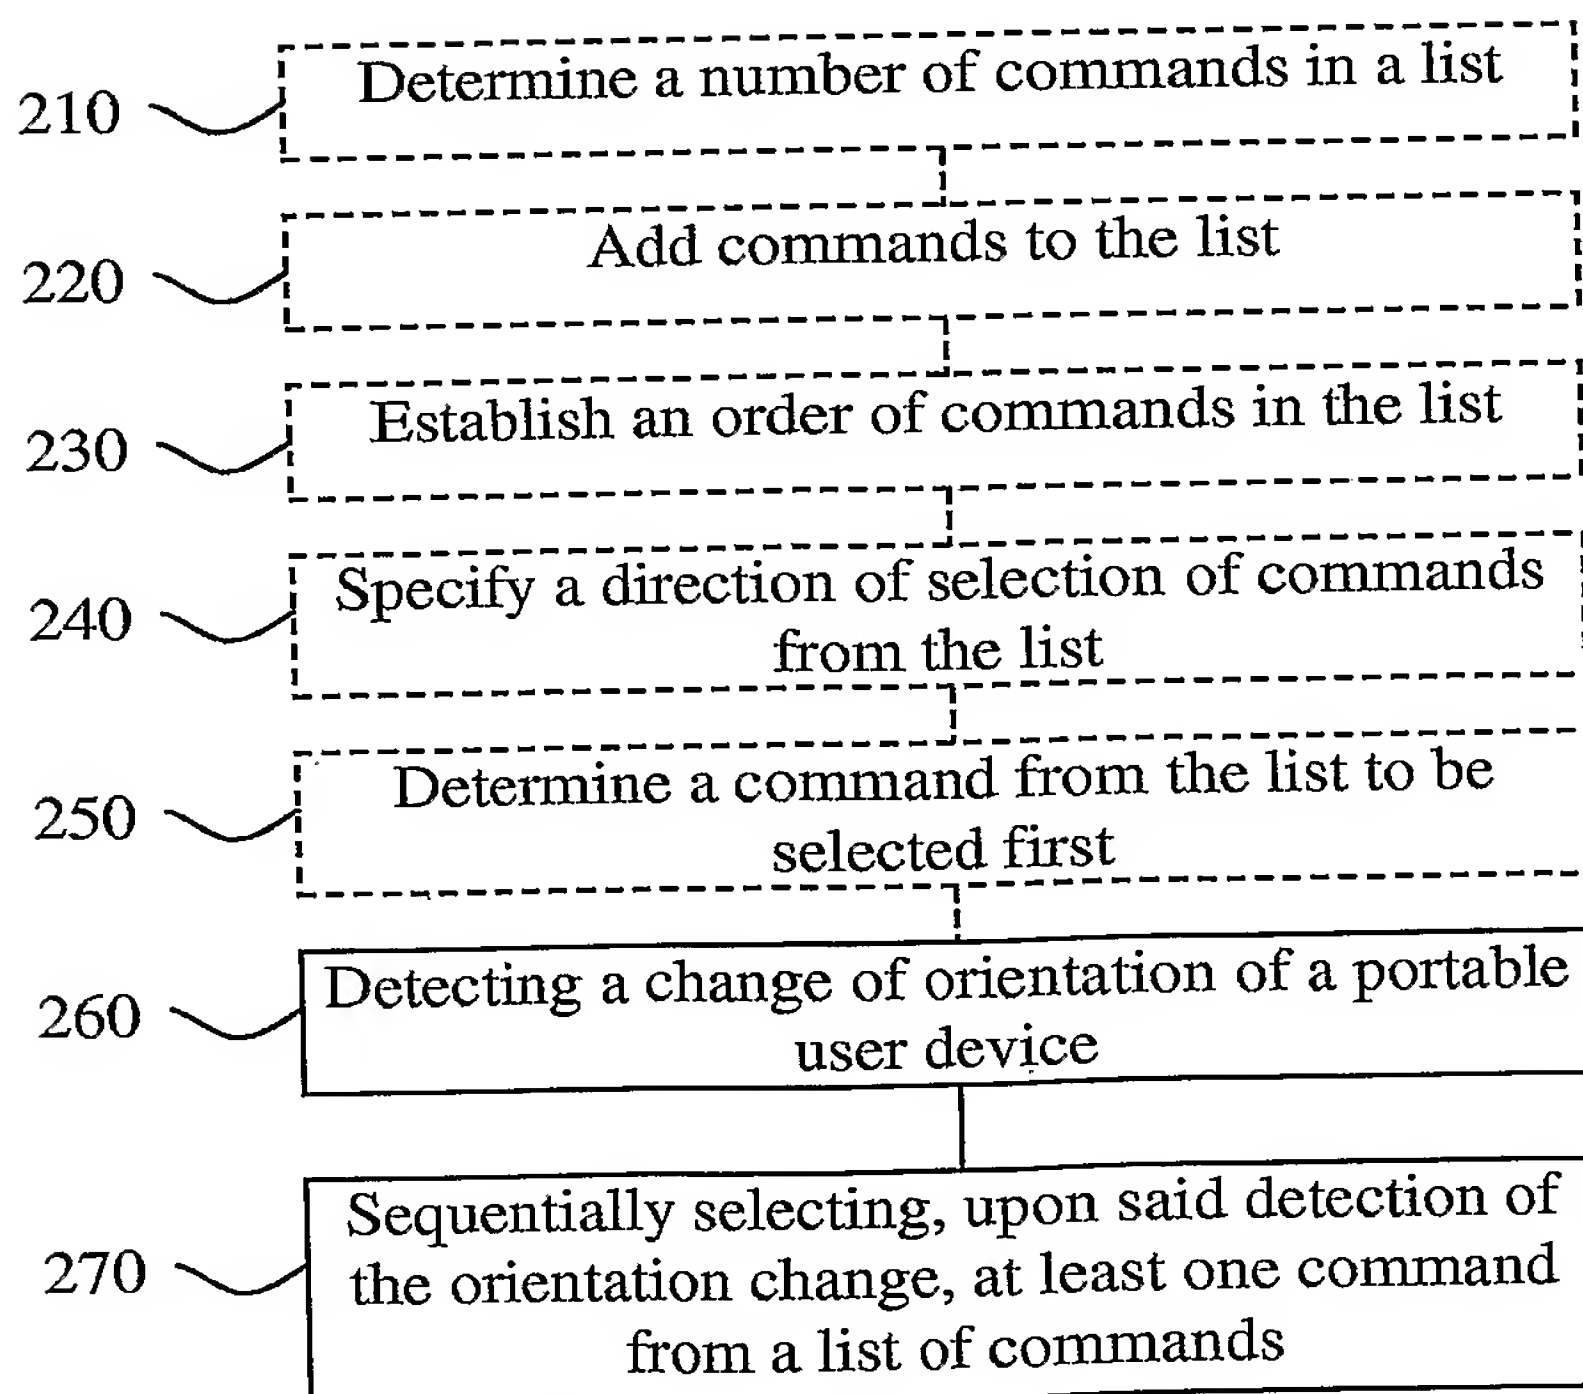 210 Determine a number of commands in a list
220 Add commands to the list
230 Establish an order of commands in the list
240 Specify a direction of selection of commands
from the list
250 Determine a command from the list to be
selected first
260 Detecting a change of orientation of a portable
user device
270 Sequentially selecting, upon said detection of
the orientation change, at least one command
from a list of commands